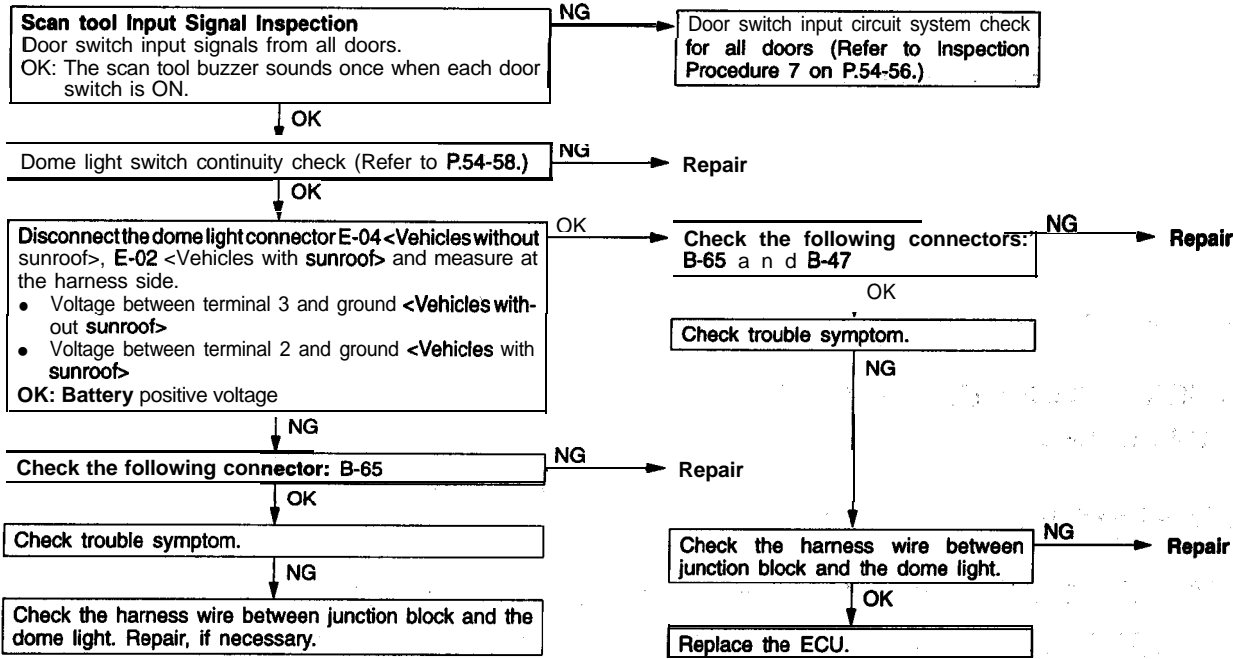 Scan tool Input Signal Inspection
Door switch input signals from all doors.
OK: The scan tool buzzer sounds once when each door
switch is ON.
NG
Door switch input circuit system check
for all doors (Refer to Inspection
Procedure 7 on P.54-56.)
OK
Dome light switch continuity check (Refer to P.54-58.)
NG
Repair
OK
Disconnect the dome light connector E-04 <Vehicles without
sunroof>, E-02 <Vehicles with sunroof> and measure at
the harness side.
● Voltage between terminal 3 and ground <Vehicles with-
out sunroof>
● Voltage between terminal 2 and ground <Vehicles with
sunroof>
OK: Battery positive voltage
OK
Check the following connectors:
B-65 and B-47
NG
Repair
OK
Check trouble symptom.
NG
NG
Check the following connector: B-65
NG
Repair
OK
Check trouble symptom.
NG
Check the harness wire between junction block and the
dome light. Repair, if necessary.
Check the harness wire between
junction block and the dome light.
NG
Repair
OK
Replace the ECU.